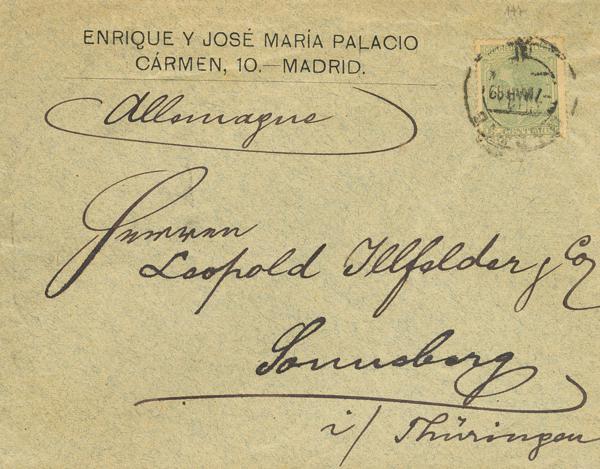 ENRIQUE Y JOSÉ MARÍA PALACIO
CÁRMEN, 10.—MADRID.
Allemagne
Herren
Leopold Illfelder y Co
Sonneberg
i/ Thüringen